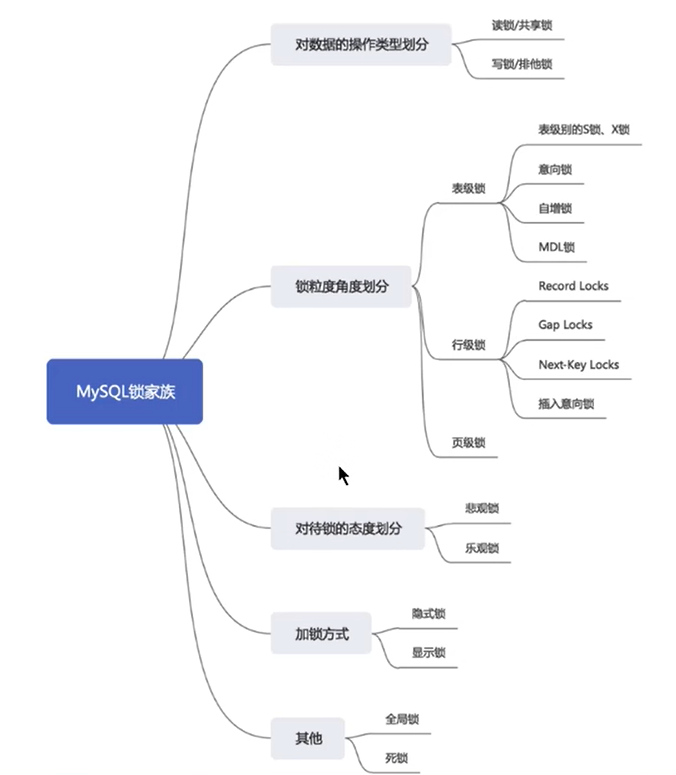 MySQL锁家族
对数据的操作类型划分
读锁/共享锁
写锁/排他锁
锁粒度角度划分
表级锁
表级别的S锁、X锁
意向锁
自增锁
MDL锁
行级锁
Record Locks
Gap Locks
Next-Key Locks
插入意向锁
页级锁
对待锁的态度划分
悲观锁
乐观锁
加锁方式
隐式锁
显示锁
其他
全局锁
死锁